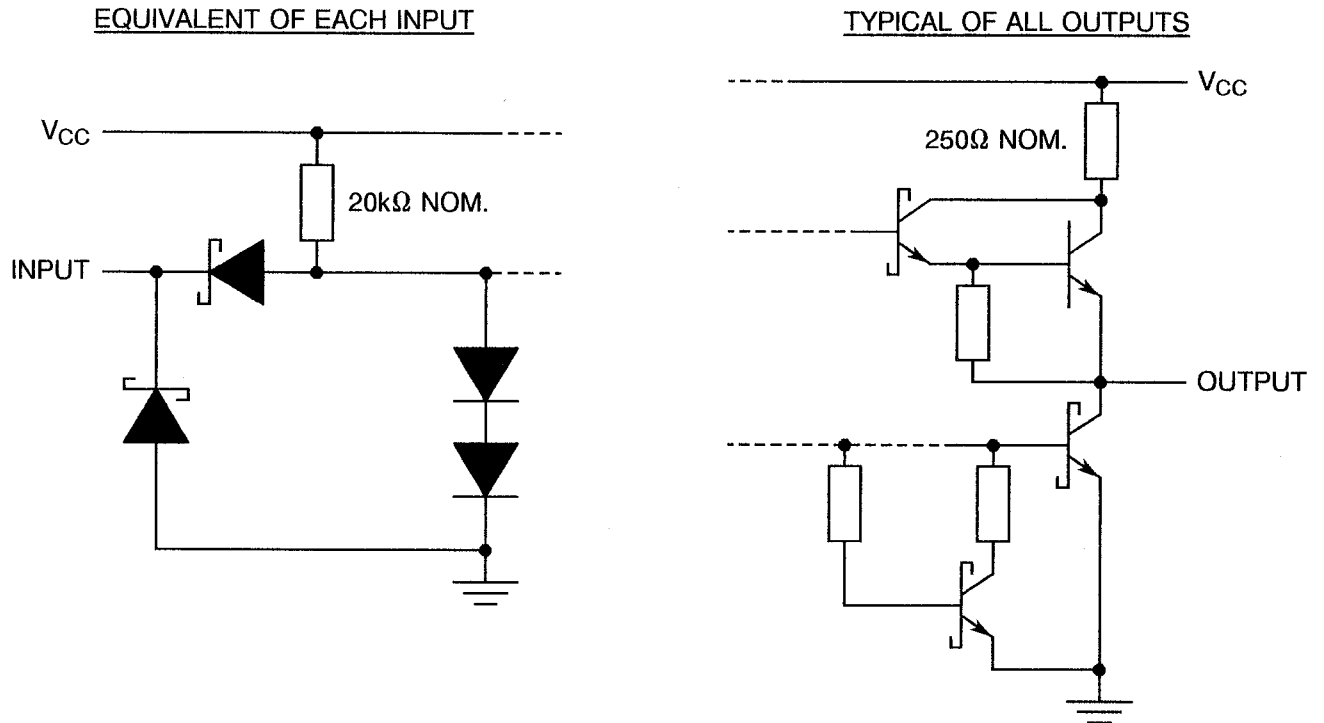 EQUIVALENT OF EACH INPUT
VCC
20kΩ NOM.
INPUT
TYPICAL OF ALL OUTPUTS
VCC
250Ω NOM.
OUTPUT